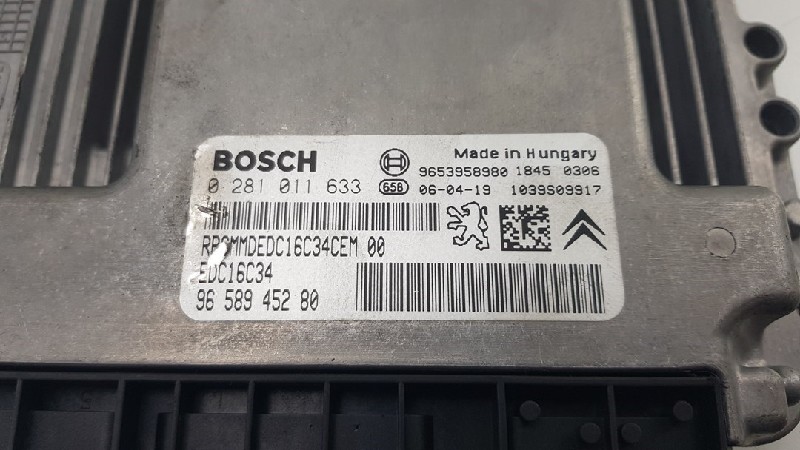 BOSCH
Made in Hungary
0 281 011 633
658
9653958980 1845 0306
06-04-19 1039S09917
00
EDC16C34
96 589 452 80